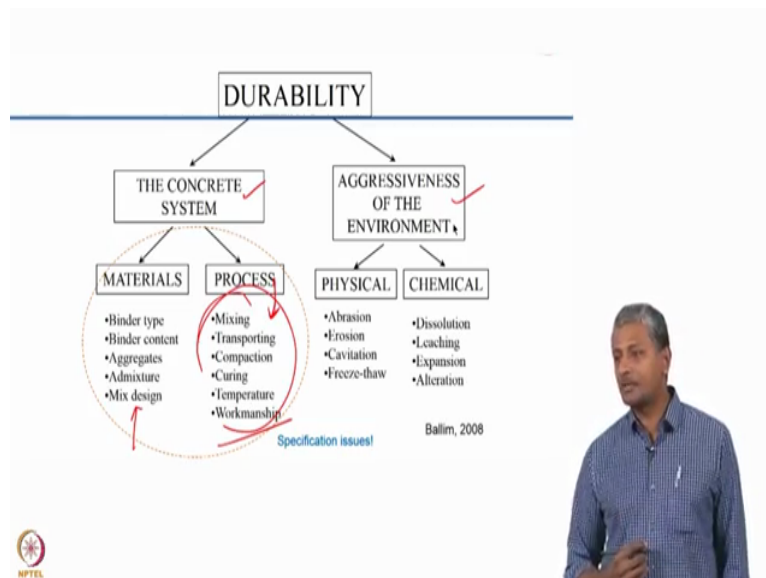 DURABILITY
THE CONCRETE
SYSTEM
AGGRESSIVENESS
OF THE
ENVIRONMENT
MATERIALS
•Binder type
•Binder content
•Aggregates
•Admixture
•Mix design
PROCESS
•Mixing
•Transporting
•Compaction
•Curing
•Temperature
•Workmanship
PHYSICAL
•Abrasion
•Erosion
•Cavitation
•Freeze-thaw
CHEMICAL
•Dissolution
•Leaching
•Expansion
•Alteration
Specification issues!
Ballim, 2008
NPTEL